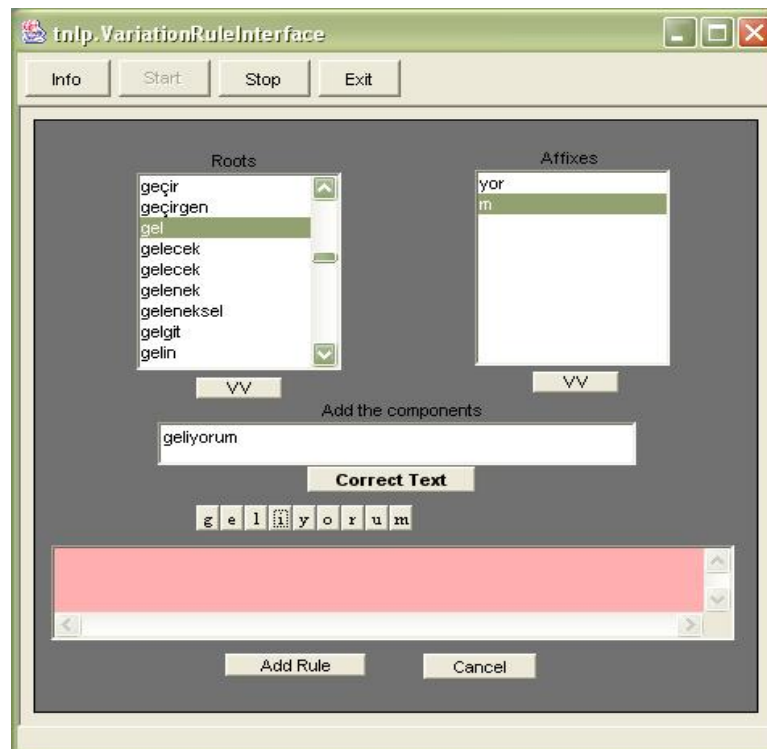 tnlp.VariationRuleInterface
Info Start Stop Exit
Roots
geçir
geçirgen
gel
gelecek
gelecek
gelenek
geleneksel
gelgit
gelin
VV
Affixes
yor
m
VV
Add the components
geliyorum
Correct Text
g e l i y o r u m
Add Rule Cancel